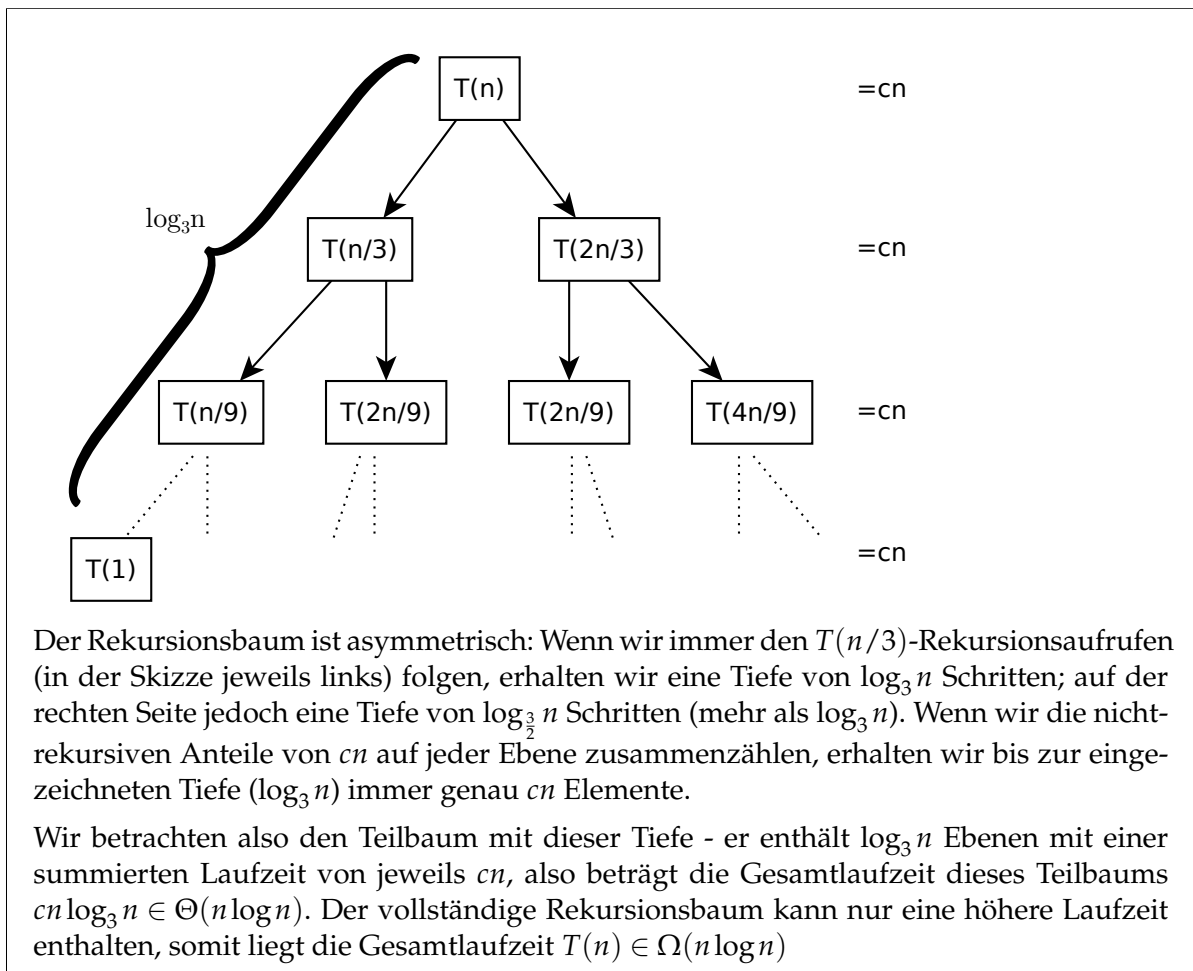 T(n) =cn
log₃n
T(n/3) T(2n/3) =cn
T(n/9) T(2n/9) T(2n/9) T(4n/9) =cn
T(1) =cn
Der Rekursionsbaum ist asymmetrisch: Wenn wir immer den T(n/3)-Rekursionsaufrufen
(in der Skizze jeweils links) folgen, erhalten wir eine Tiefe von log₃ n Schritten; auf der
rechten Seite jedoch eine Tiefe von log_{3/2} n Schritten (mehr als log₃ n). Wenn wir die nicht-
rekursiven Anteile von cn auf jeder Ebene zusammenzählen, erhalten wir bis zur einge-
zeichneten Tiefe (log₃ n) immer genau cn Elemente.
Wir betrachten also den Teilbaum mit dieser Tiefe - er enthält log₃ n Ebenen mit einer
summierten Laufzeit von jeweils cn, also beträgt die Gesamtlaufzeit dieses Teilbaums
cn log₃ n ∈ Θ(n log n). Der vollständige Rekursionsbaum kann nur eine höhere Laufzeit
enthalten, somit liegt die Gesamtlaufzeit T(n) ∈ Ω(n log n)